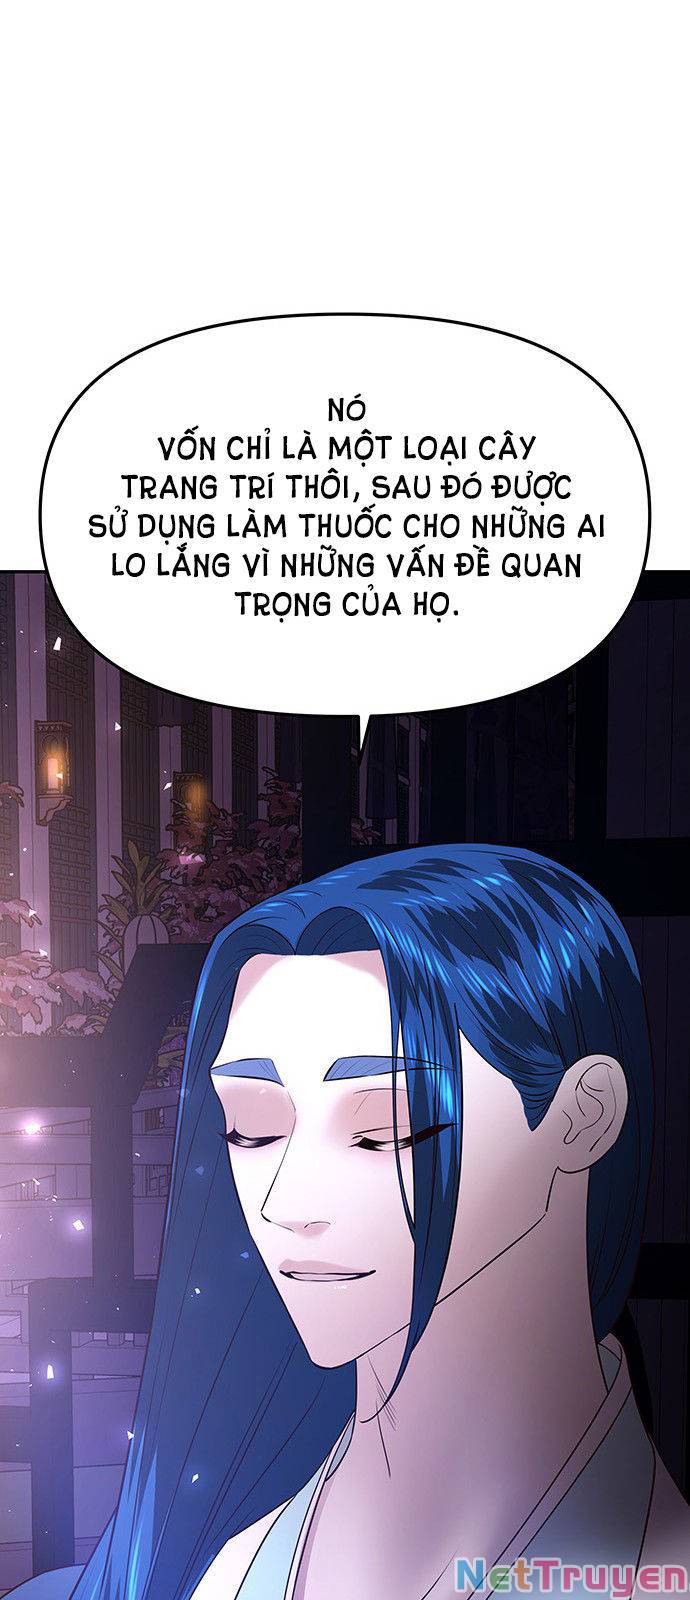 NÓ
VỐN CHỈ LÀ MỘT LOẠI CÂY
TRANG TRÍ THÔI, SAU ĐÓ ĐƯỢC
SỬ DỤNG LÀM THUỐC CHO NHỮNG AI
LO LẮNG VÌ NHỮNG VẤN ĐỀ QUAN
TRỌNG CỦA HỌ.
NetTruyen